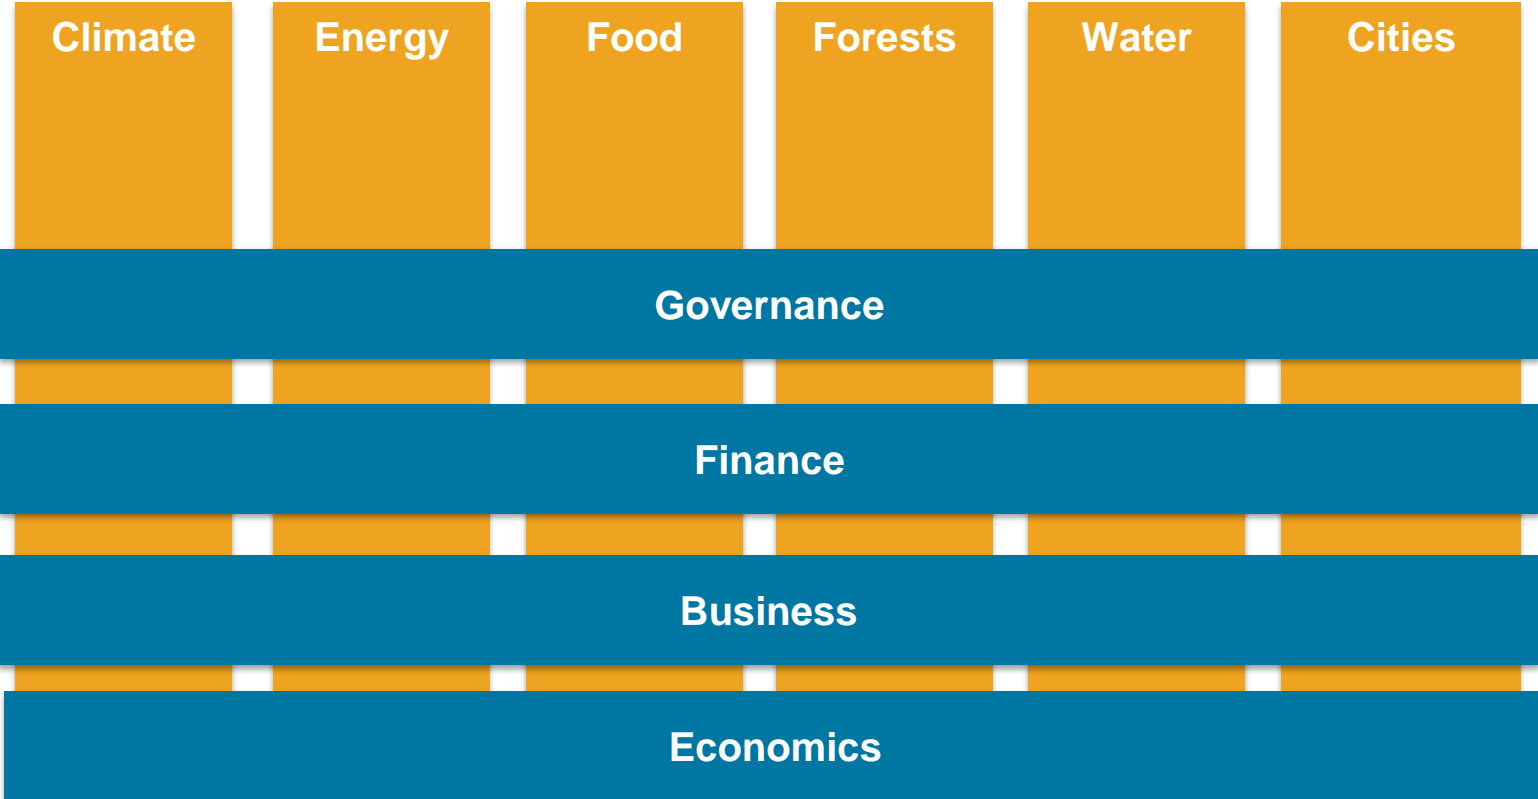 Climate Energy Food Forests Water Cities
Governance
Finance
Business
Economics